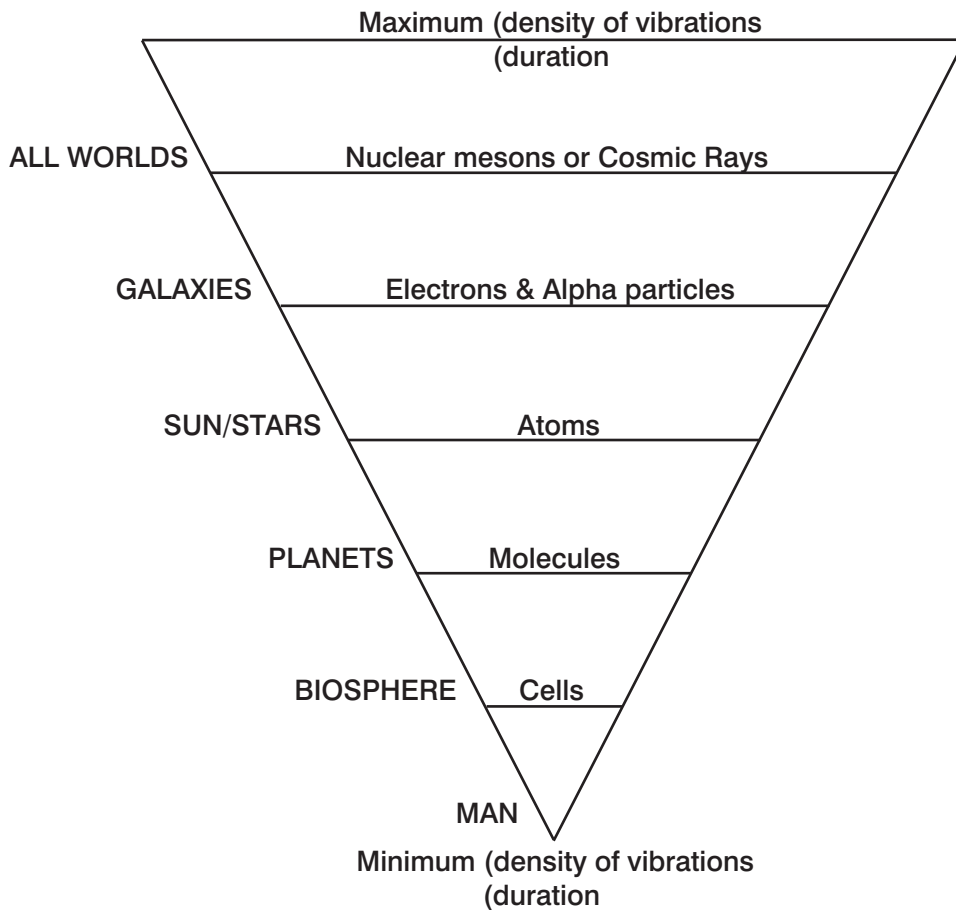 Maximum (density of vibrations
(duration
ALL WORLDS
Nuclear mesons or Cosmic Rays
GALAXIES
Electrons & Alpha particles
SUN/STARS
Atoms
PLANETS
Molecules
BIOSPHERE
Cells
MAN
Minimum (density of vibrations
(duration